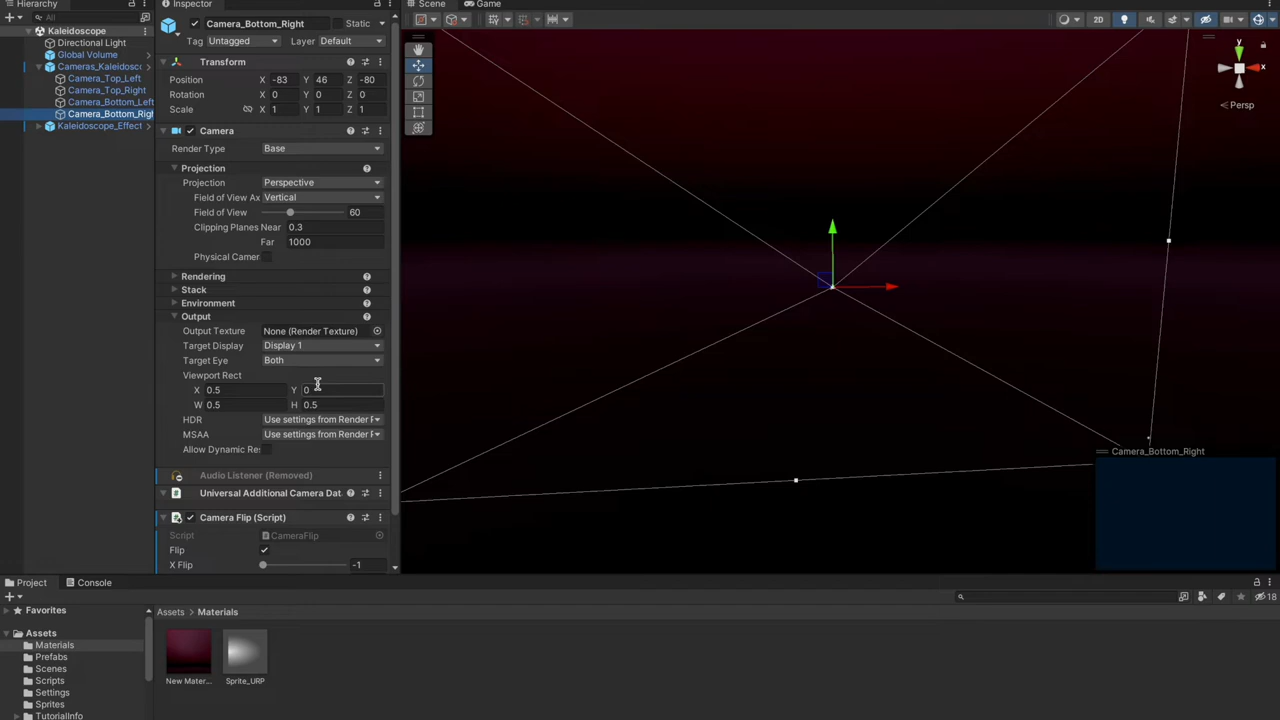 Hierarchy
All
Kaleidoscope
Directional Light
Global Volume
Cameras_Kaleidosc
Camera_Top_Left
Camera_Top_Right
Camera_Bottom_Left
Camera_Bottom_Righ
Kaleidoscope_Effect
Inspector
Camera_Bottom_Right
Static
Tag Untagged Layer Default
Transform
Position X -83 Y 46 Z -80
Rotation X 0 Y 0 Z 0
Scale X 1 Y 1 Z 1
Camera
Render Type Base
Projection
Projection Perspective
Field of View Ax Vertical
Field of View 60
Clipping Planes Near 0.3
Far 1000
Physical Camer
Rendering
Stack
Environment
Output
Output Texture None (Render Texture)
Target Display Display 1
Target Eye Both
Viewport Rect
X 0.5 Y 0
W 0.5 H 0.5
HDR Use settings from Render F
MSAA Use settings from Render F
Allow Dynamic Res
Audio Listener (Removed)
Universal Additional Camera Dat
Camera Flip (Script)
Script CameraFlip
Flip
X Flip -1
Scene Game
2D
y
x
Persp
Camera_Bottom_Right
Project Console
18
Favorites
Assets
Materials
Prefabs
Scenes
Scripts
Settings
Sprites
TutorialInfo
Assets Materials
New Mater...
Sprite_URP